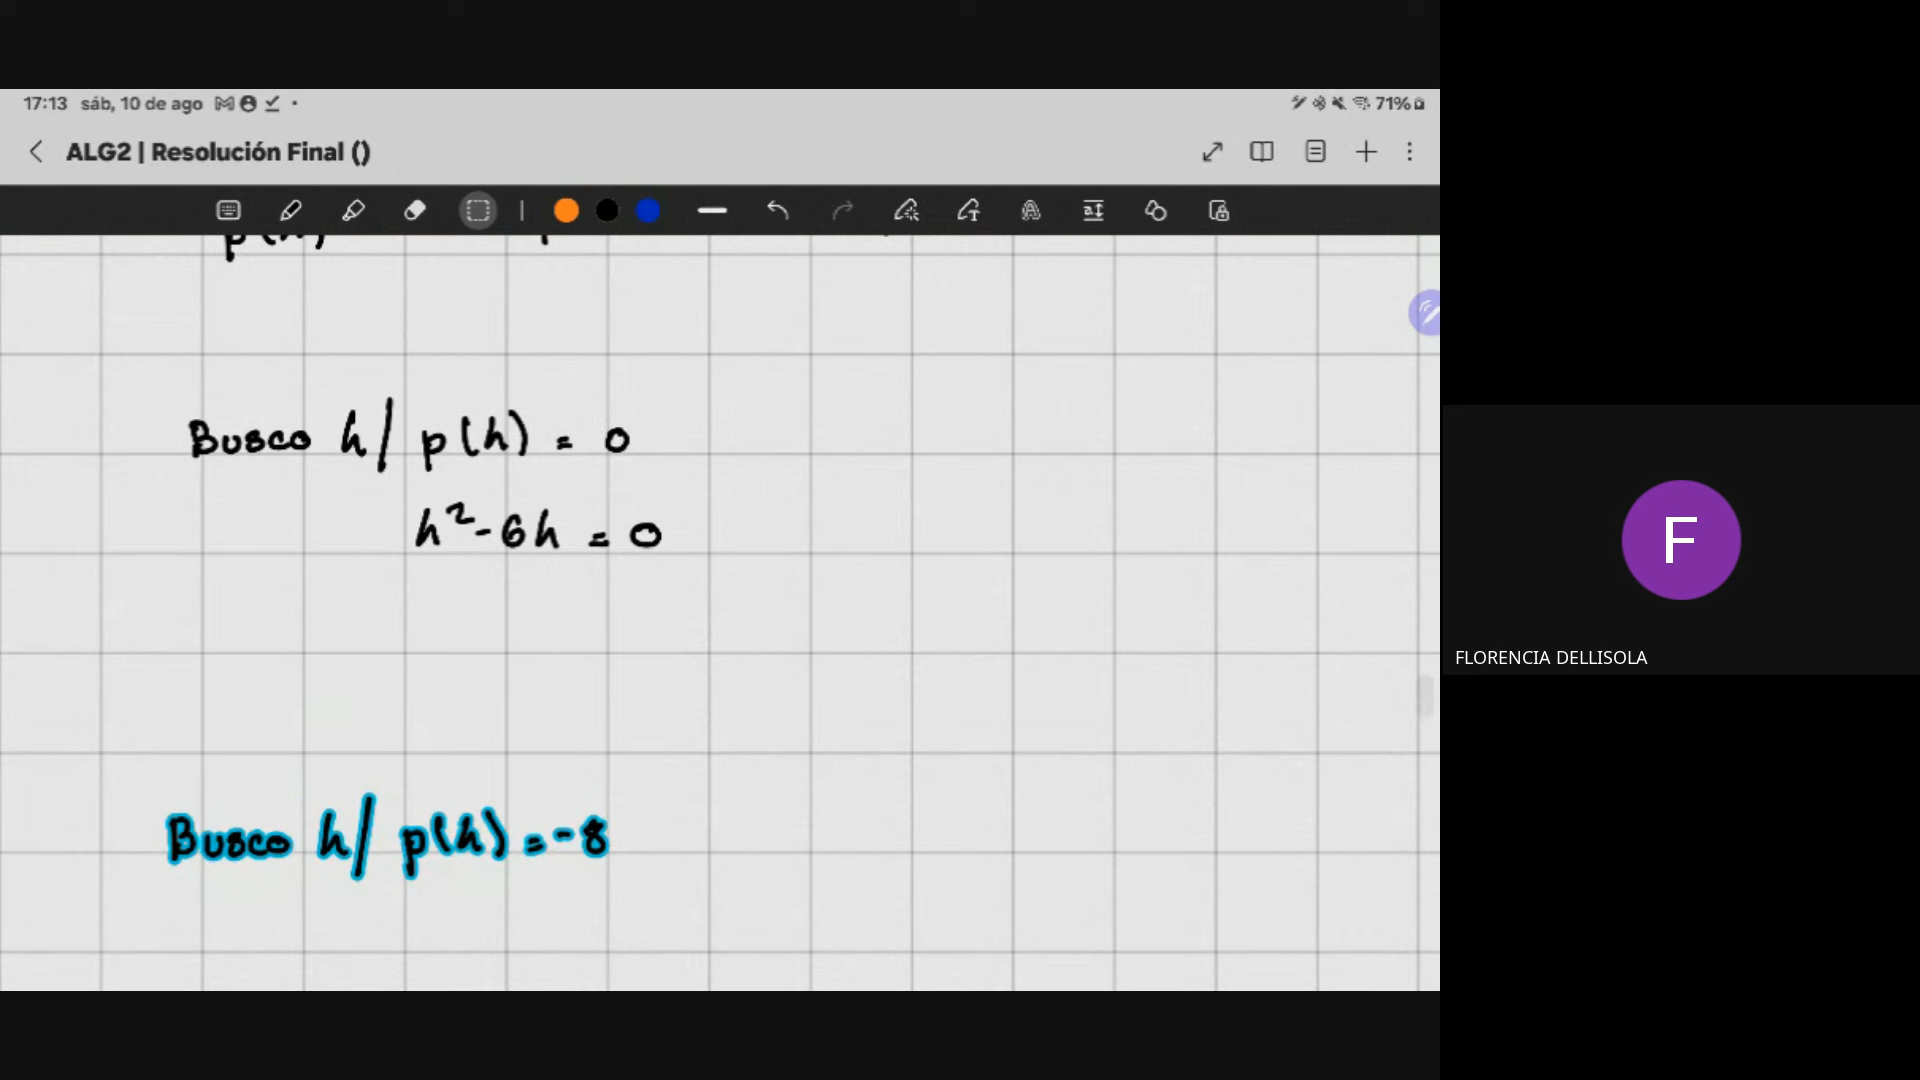 17:13 sáb, 10 de ago 71%
ALG2 | Resolución Final ()
Busco h / p(h) = 0
h²-6h = 0
Busco h / p(h) = -8
F
FLORENCIA DELLISOLA